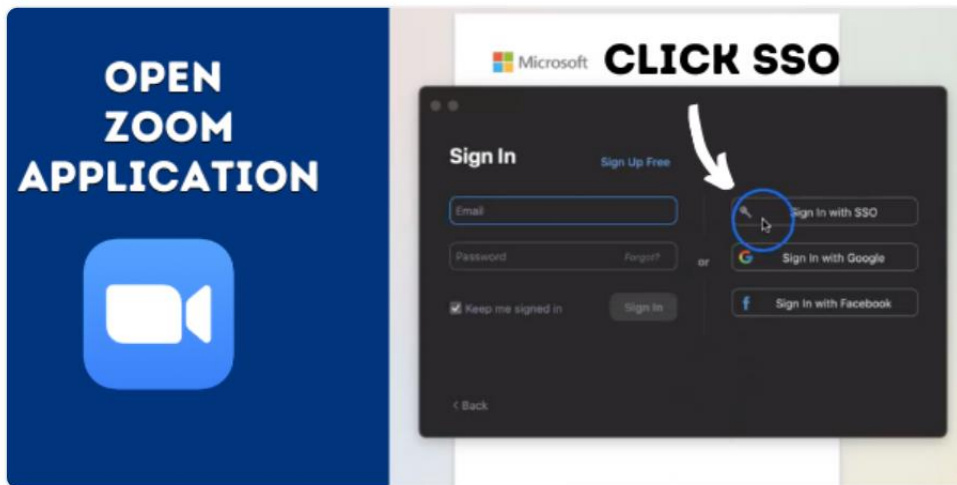 OPEN
ZOOM
APPLICATION
Microsoft
CLICK SSO
Sign In
Sign Up Free
Email
Sign In with SSO
Password
Forgot?
or
Sign In with Google
Keep me signed in
Sign In
Sign In with Facebook
< Back